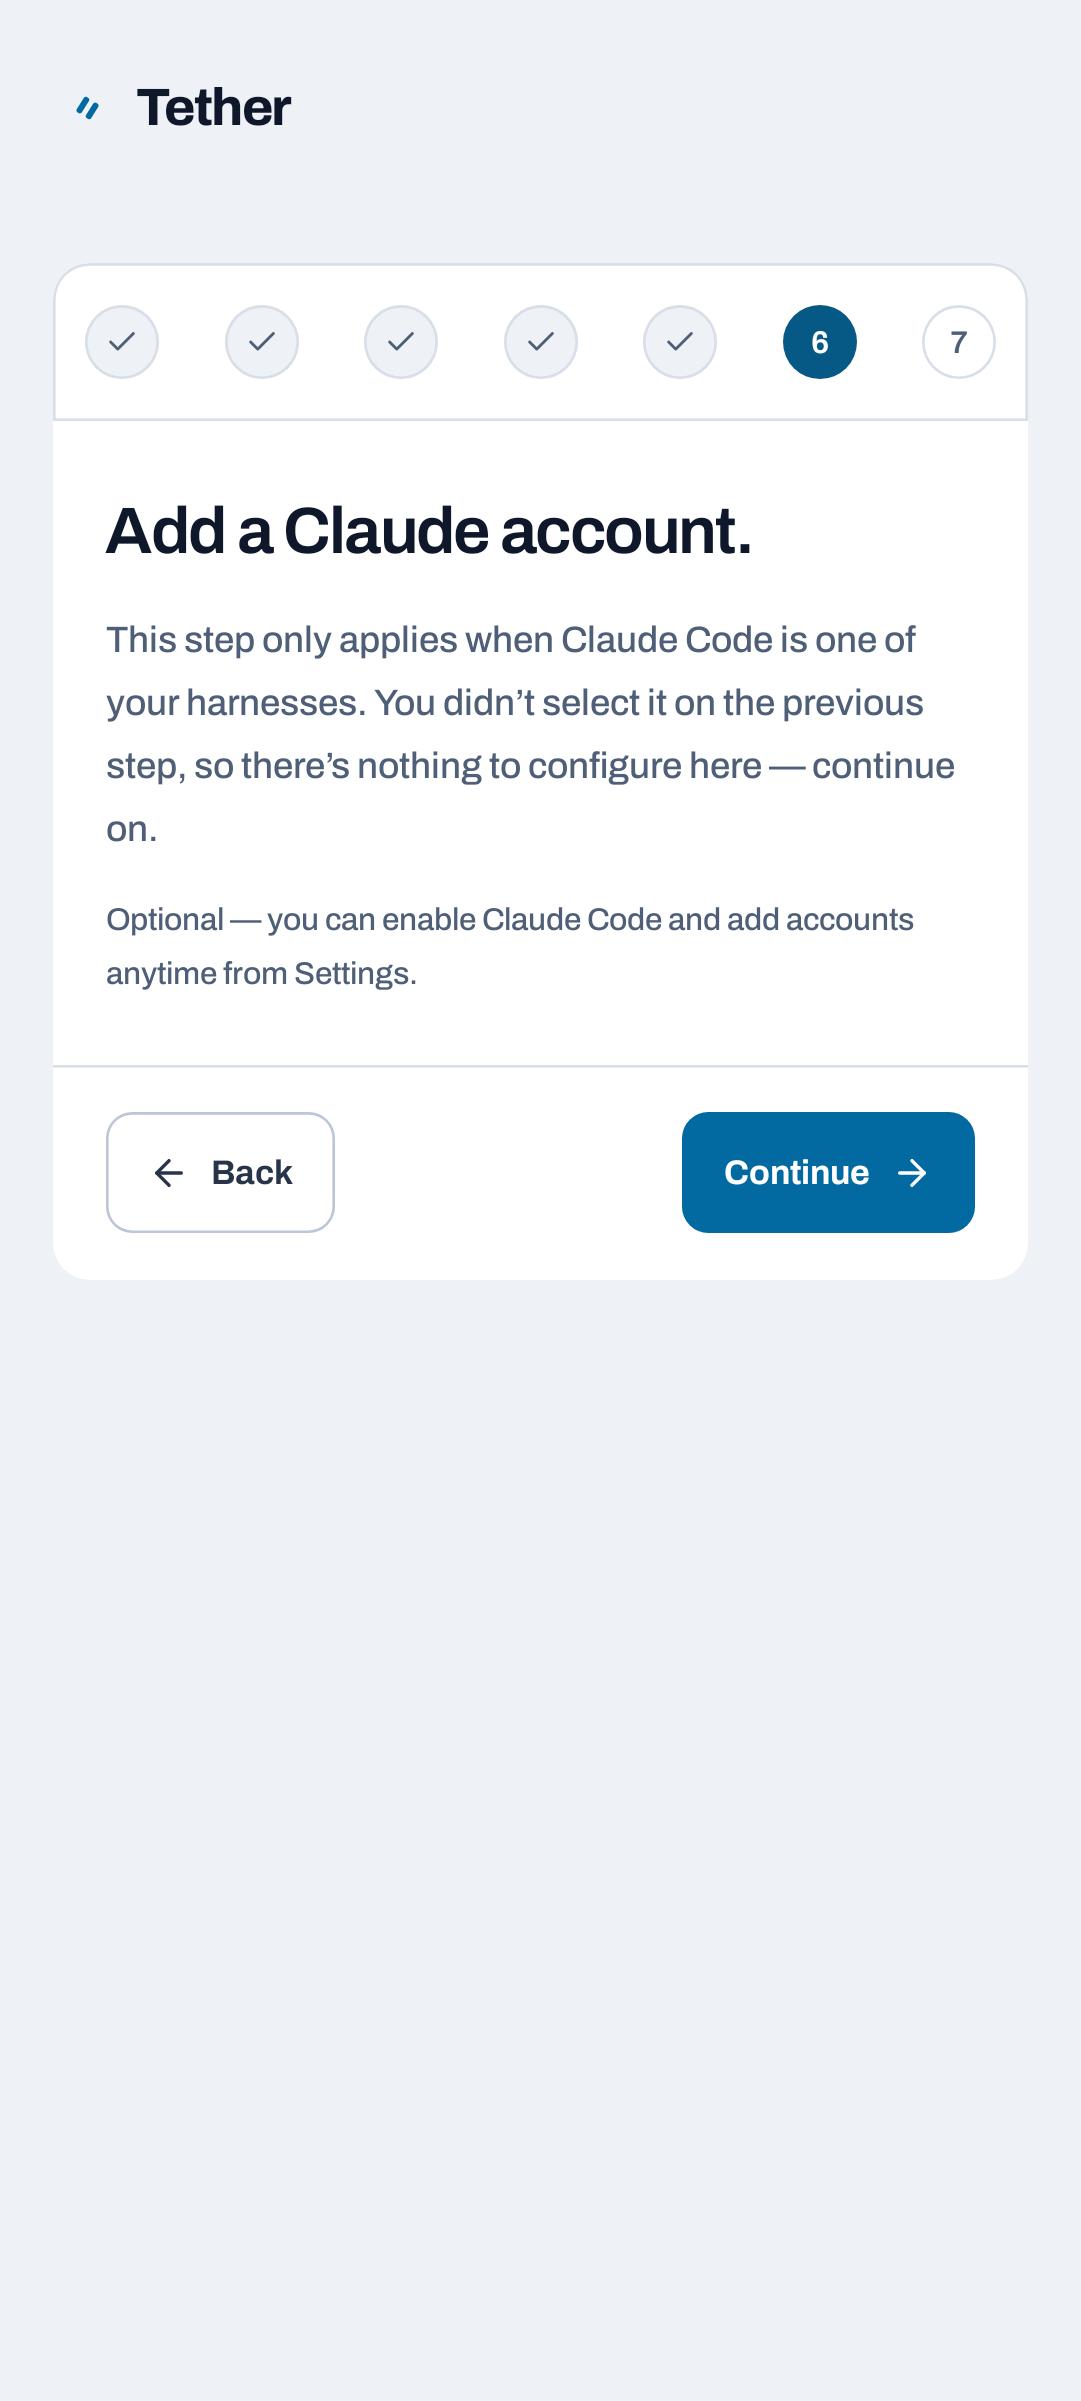 Tether
6
7
Add a Claude account.
This step only applies when Claude Code is one of
your harnesses. You didn’t select it on the previous
step, so there’s nothing to configure here — continue
on.
Optional — you can enable Claude Code and add accounts
anytime from Settings.
Back
Continue